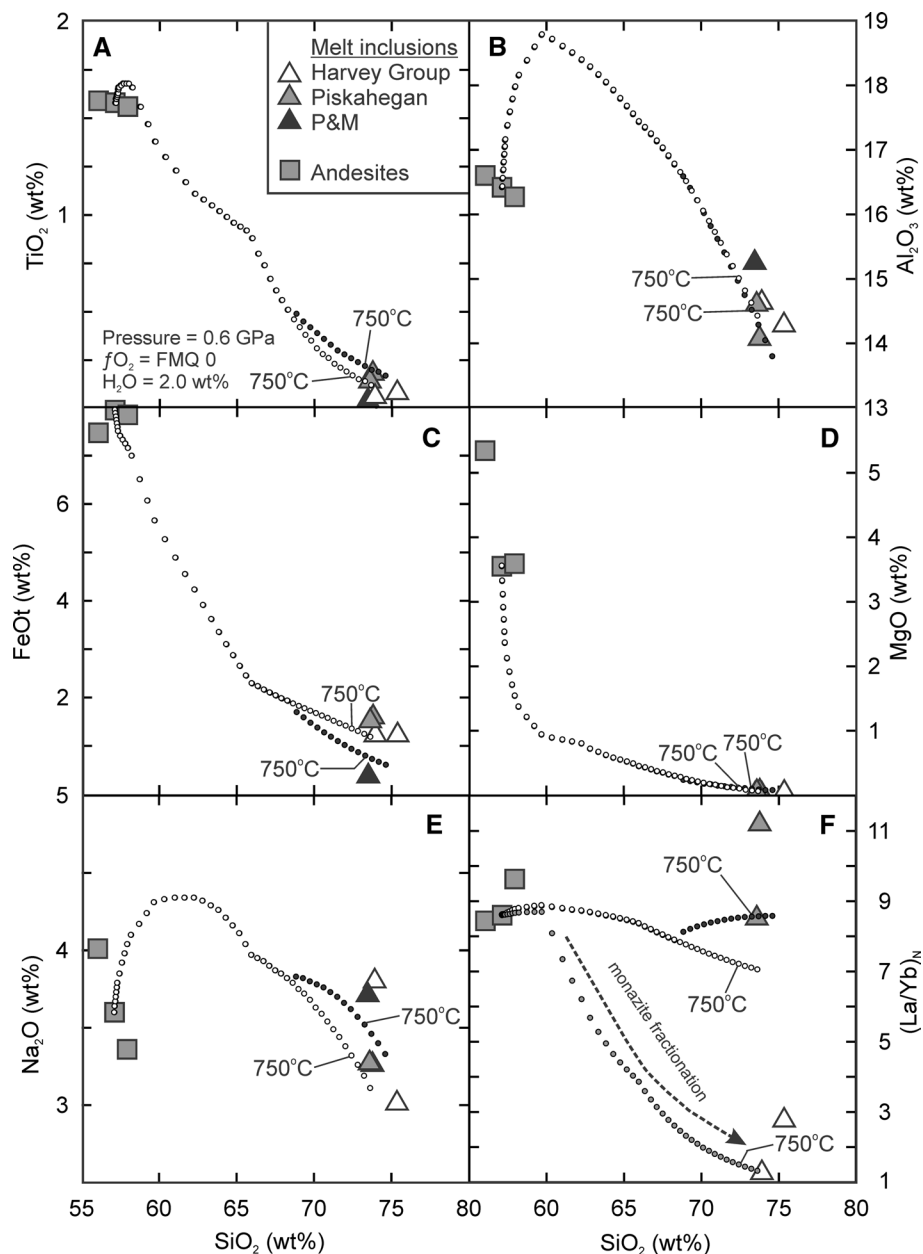 A
2
1
TiO2 (wt%)
Melt inclusions
Harvey Group
Piskahegan
P&M
Andesites
750°C
750°C
Pressure = 0.6 GPa
ƒO2 = FMQ 0
H2O = 2.0 wt%
B
19
18
17
16
15
14
13
Al2O3 (wt%)
750°C
750°C
C
6
4
2
FeOt (wt%)
750°C
750°C
D
5
4
3
2
1
MgO (wt%)
750°C
750°C
E
5
4
3
Na2O (wt%)
750°C
750°C
55 60 65 70 75 80
SiO2 (wt%)
F
11
9
7
5
3
1
(La/Yb)N
750°C
750°C
monazite fractionation
750°C
60 65 70 75 80
SiO2 (wt%)